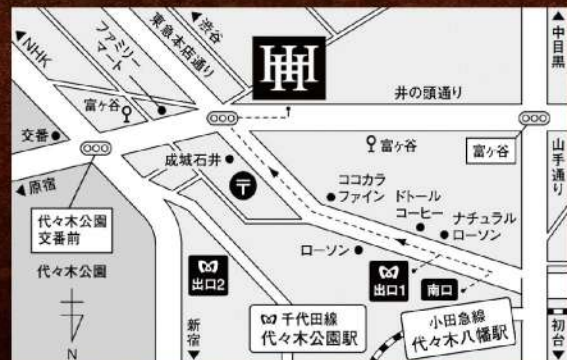 NHK
ファミリー
マート
渋谷
東急本店通り
HH
中目黒
井の頭通り
富ヶ谷
交番
成城石井
富ヶ谷
富ヶ谷
山手通り
原宿
ココカラ
ファイン
ドトール
コーヒー
ナチュラル
ローソン
代々木公園
交番前
ローソン
代々木公園
出口2
出口1
南口
新宿
千代田線
代々木公園駅
小田急線
代々木八幡駅
初台
N